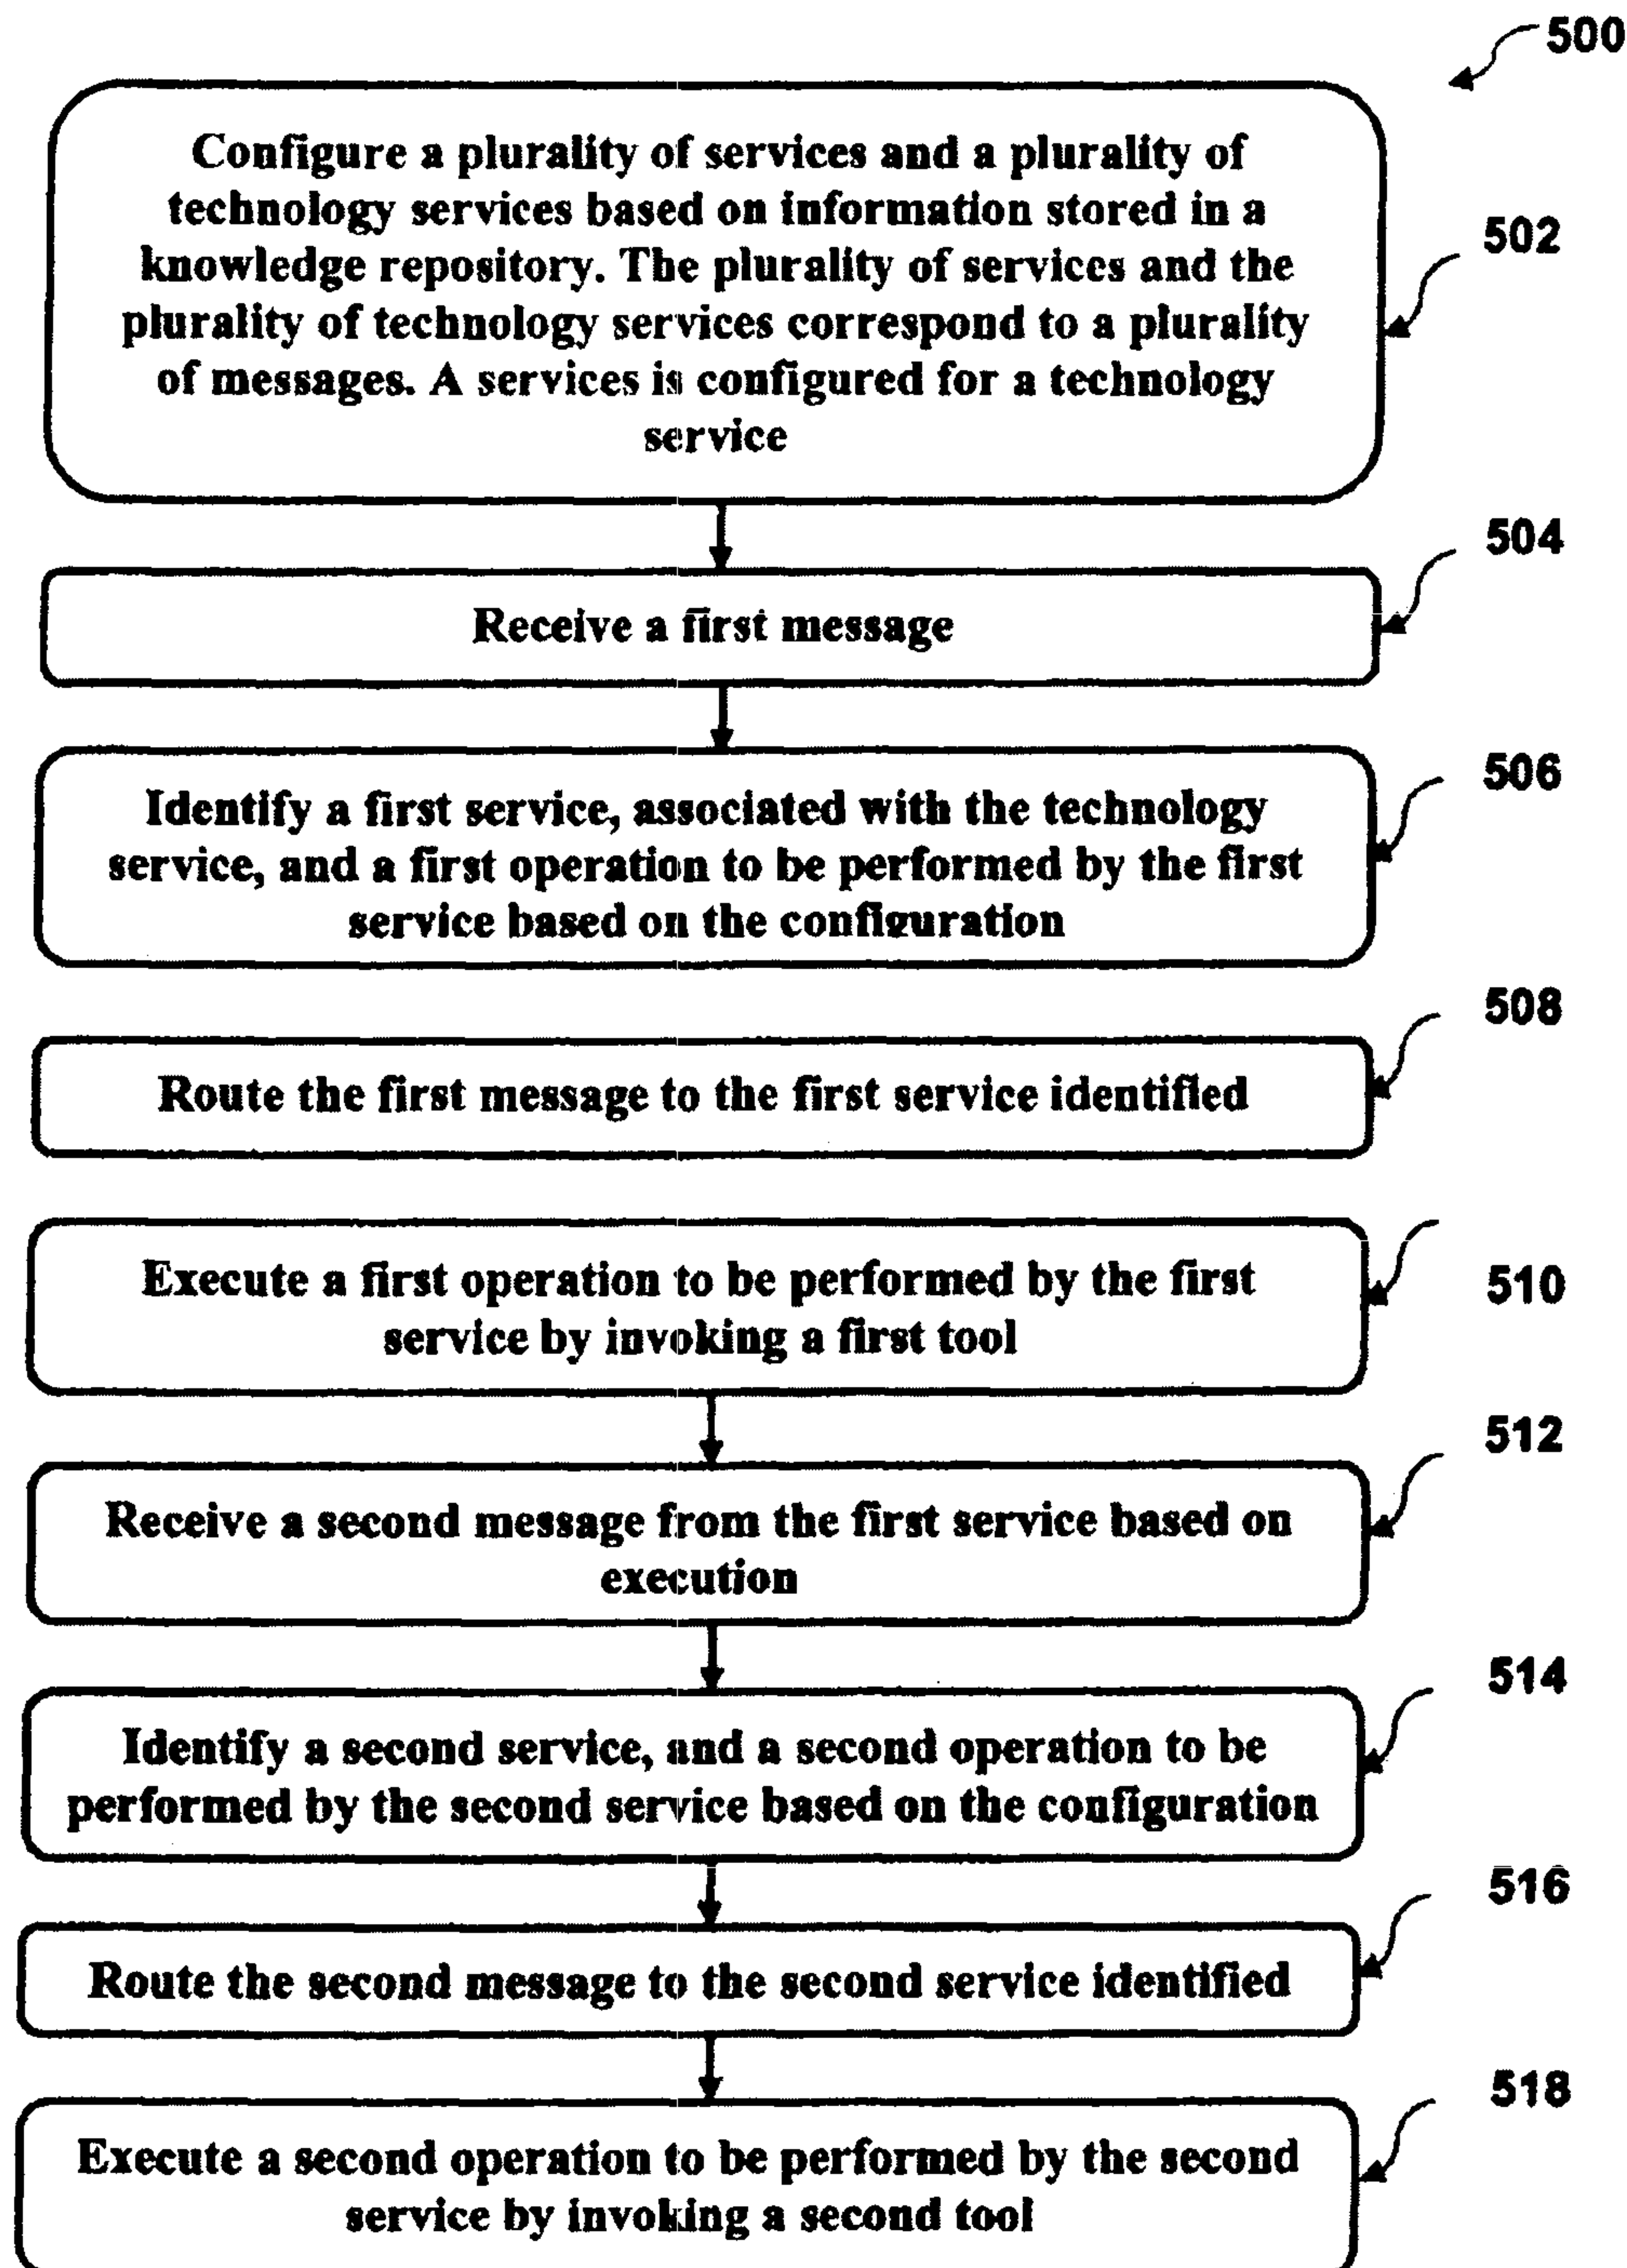 500
Configure a plurality of services and a plurality of
technology services based on information stored in a
knowledge repository. The plurality of services and the
plurality of technology services correspond to a plurality
of messages. A services is configured for a technology
service
502
504
Receive a first message
506
Identify a first service, associated with the technology
service, and a first operation to be performed by the first
service based on the configuration
508
Route the first message to the first service identified
Execute a first operation to be performed by the first
service by invoking a first tool
510
512
Receive a second message from the first service based on
execution
514
Identify a second service, and a second operation to be
performed by the second service based on the configuration
516
Route the second message to the second service identified
518
Execute a second operation to be performed by the second
service by invoking a second tool